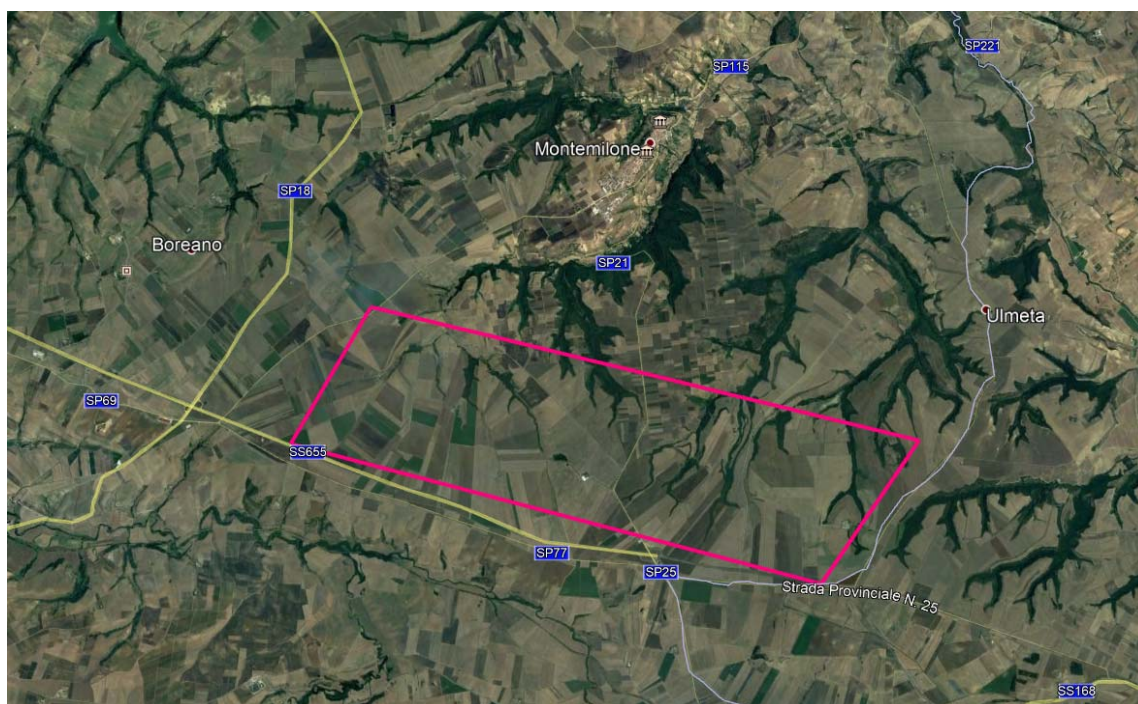 SP221
SP115
Montemilone
SP18
Boreano
SP21
Ulmeta
SP69
SS655
SP77
SP25
Strada Provinciale N. 25
SS168